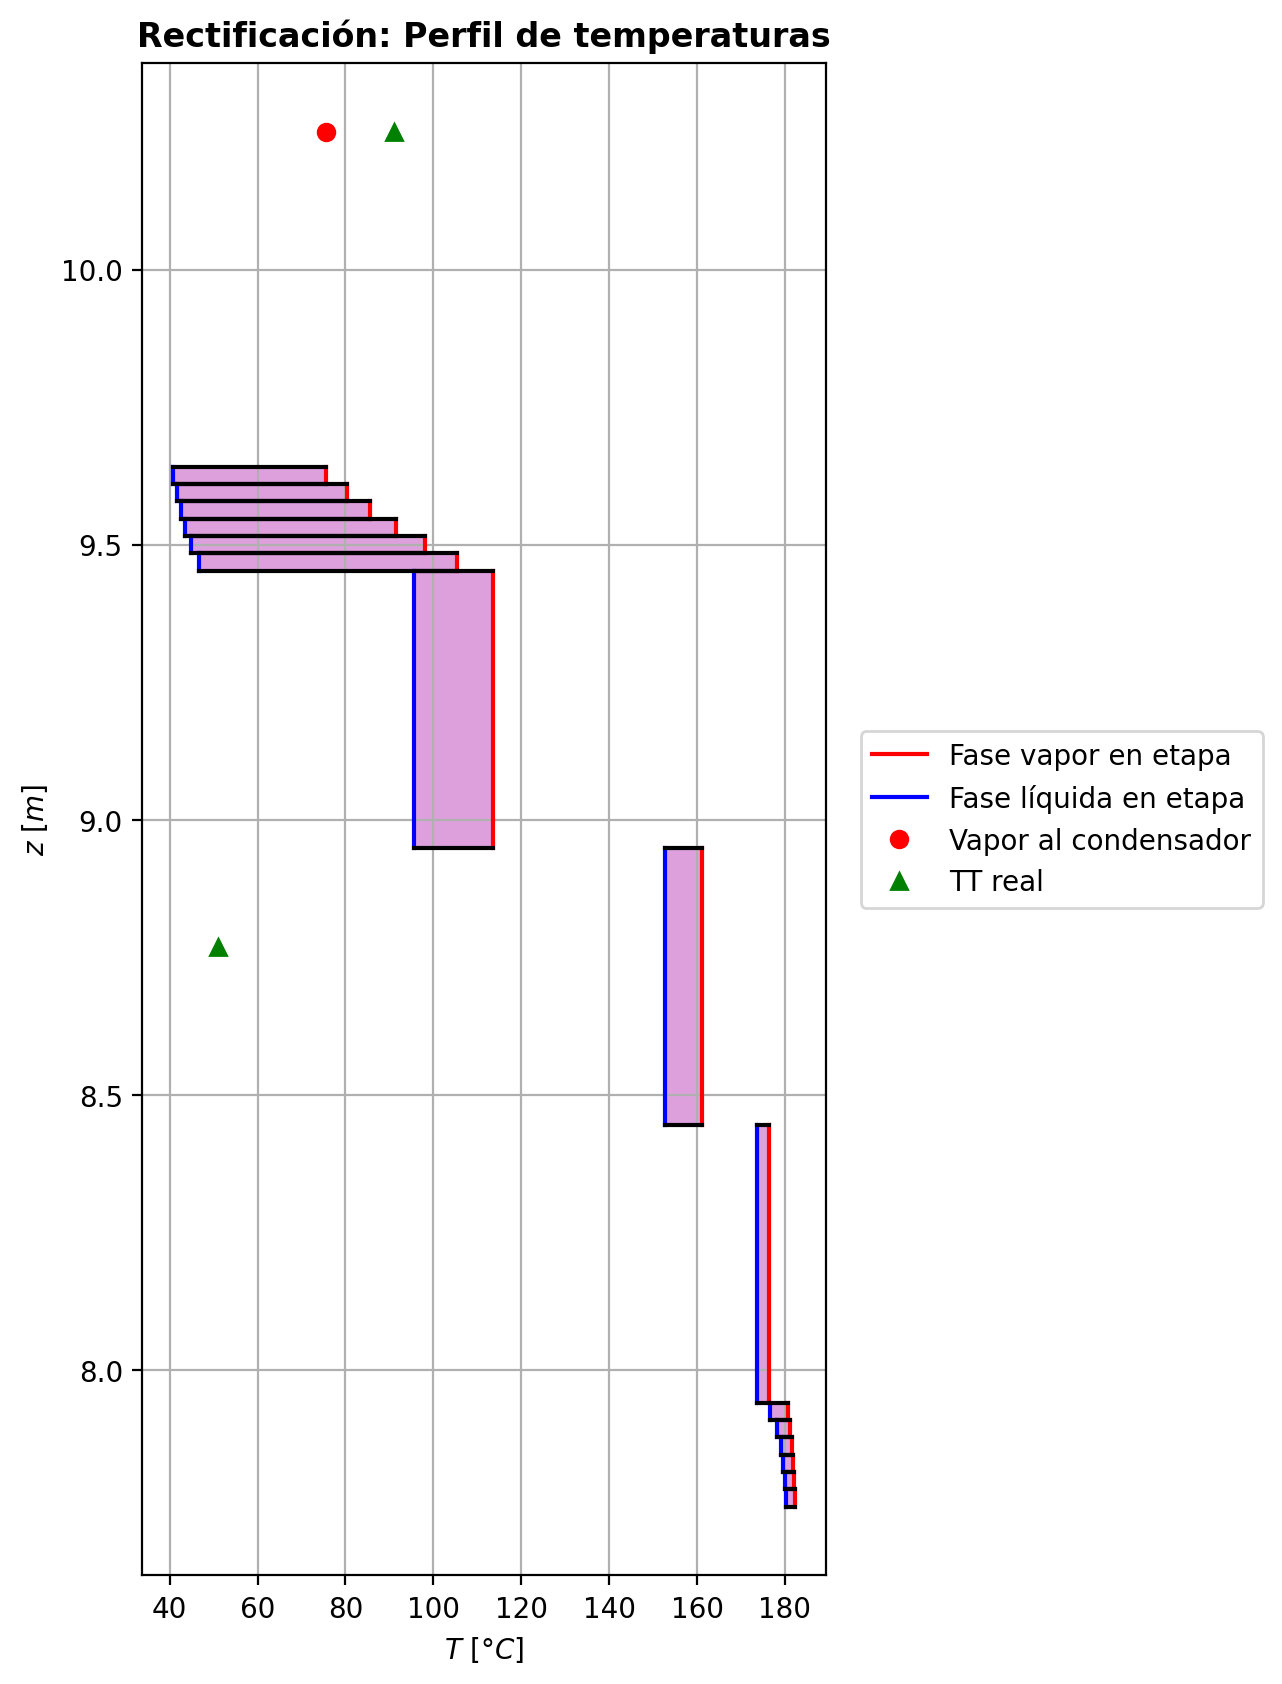 Rectificación: Perfil de temperaturas
10.0
9.5
9.0
8.5
8.0
z [m]
40 60 80 100 120 140 160 180
T [°C]
Fase vapor en etapa
Fase líquida en etapa
Vapor al condensador
TT real